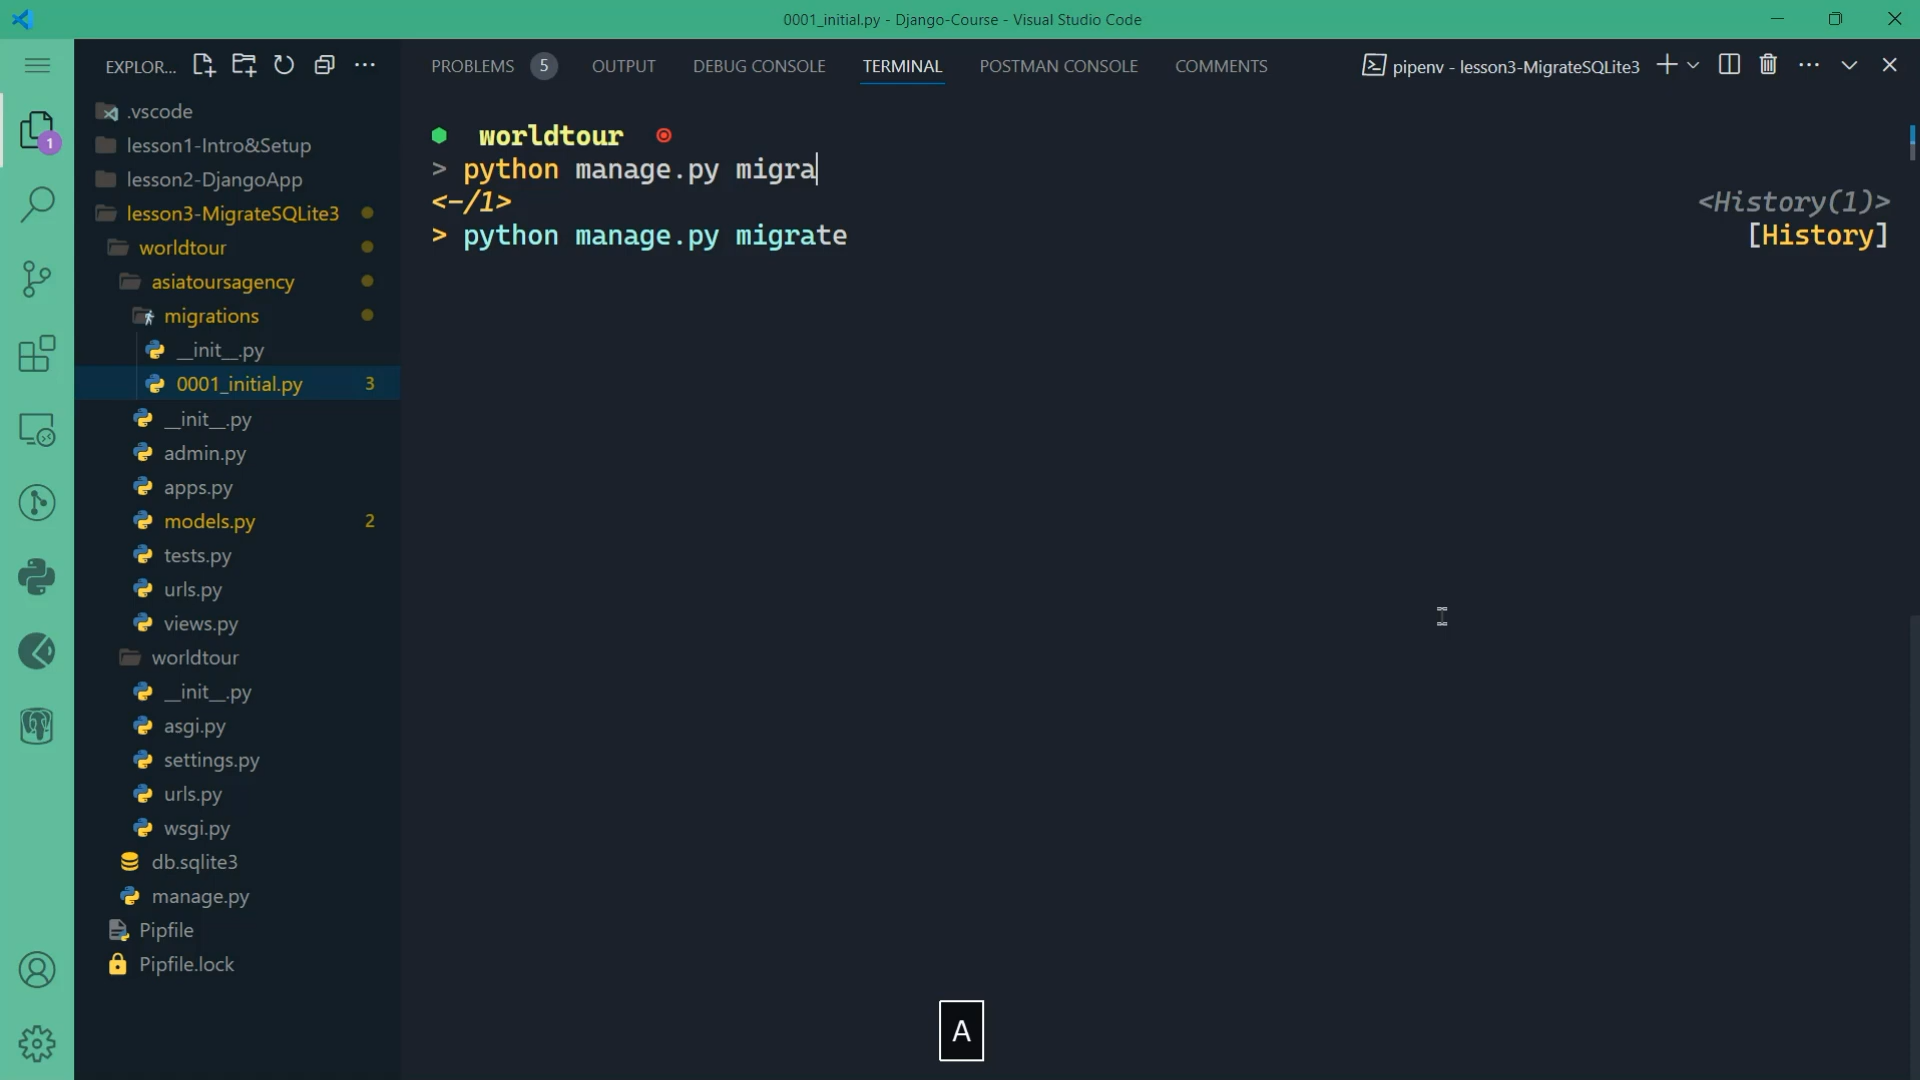 0001_initial.py - Django-Course - Visual Studio Code
EXPLOR...
PROBLEMS 5 OUTPUT DEBUG CONSOLE TERMINAL POSTMAN CONSOLE COMMENTS
pipenv - lesson3-MigrateSQLite3
1
.vscode
lesson1-Intro&Setup
lesson2-DjangoApp
lesson3-MigrateSQLite3
worldtour
asiatoursagency
migrations
__init__.py
0001_initial.py 3
__init__.py
admin.py
apps.py
models.py 2
tests.py
urls.py
views.py
worldtour
__init__.py
asgi.py
settings.py
urls.py
wsgi.py
db.sqlite3
manage.py
Pipfile
Pipfile.lock
worldtour
> python manage.py migra
<-/1> <History(1)>
> python manage.py migrate [History]
A